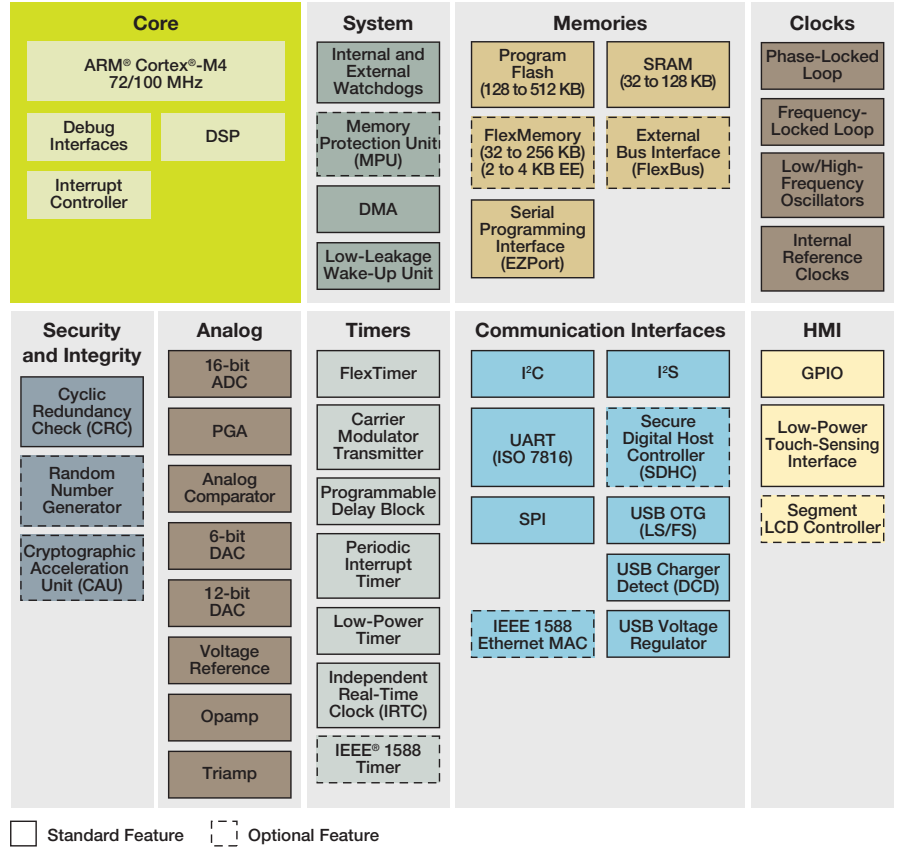 Core
ARM® Cortex®-M4
72/100 MHz
Debug
Interfaces
DSP
Interrupt
Controller
System
Internal and
External
Watchdogs
Memory
Protection Unit
(MPU)
DMA
Low-Leakage
Wake-Up Unit
Memories
Program
Flash
(128 to 512 KB)
SRAM
(32 to 128 KB)
FlexMemory
(32 to 256 KB)
(2 to 4 KB EE)
External
Bus Interface
(FlexBus)
Serial
Programming
Interface
(EZPort)
Clocks
Phase-Locked
Loop
Frequency-
Locked Loop
Low/High-
Frequency
Oscillators
Internal
Reference
Clocks
Security
and Integrity
Cyclic
Redundancy
Check (CRC)
Random
Number
Generator
Cryptographic
Acceleration
Unit (CAU)
Analog
16-bit
ADC
PGA
Analog
Comparator
6-bit
DAC
12-bit
DAC
Voltage
Reference
Opamp
Triamp
Timers
FlexTimer
Carrier
Modulator
Transmitter
Programmable
Delay Block
Periodic
Interrupt
Timer
Low-Power
Timer
Independent
Real-Time
Clock (IRTC)
IEEE® 1588
Timer
Communication Interfaces
I²C
I²S
UART
(ISO 7816)
Secure
Digital Host
Controller
(SDHC)
SPI
USB OTG
(LS/FS)
USB Charger
Detect (DCD)
IEEE 1588
Ethernet MAC
USB Voltage
Regulator
HMI
GPIO
Low-Power
Touch-Sensing
Interface
Segment
LCD Controller
Standard Feature
Optional Feature